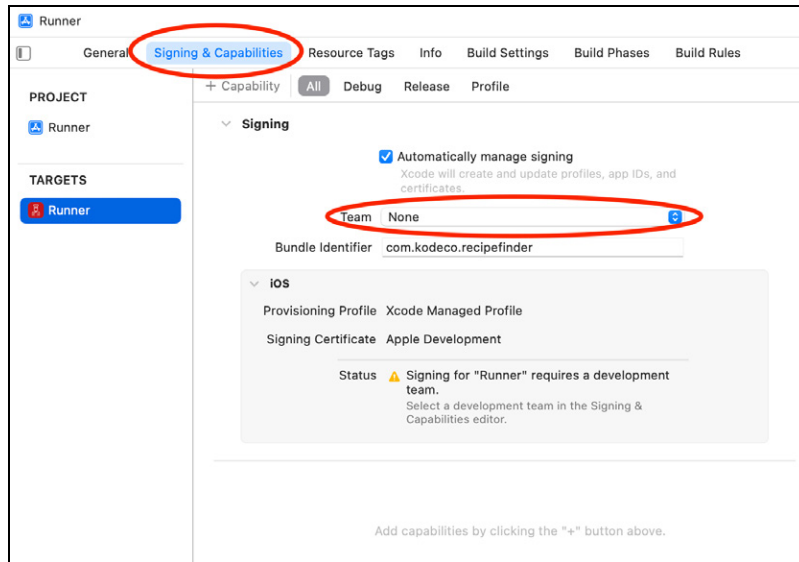 Runner
General Signing & Capabilities Resource Tags Info Build Settings Build Phases Build Rules
PROJECT
Runner
TARGETS
Runner
+ Capability All Debug Release Profile
Signing
Automatically manage signing
Xcode will create and update profiles, app IDs, and
certificates.
Team None
Bundle Identifier com.kodeco.recipefinder
iOS
Provisioning Profile Xcode Managed Profile
Signing Certificate Apple Development
Status Signing for "Runner" requires a development
team.
Select a development team in the Signing &
Capabilities editor.
Add capabilities by clicking the "+" button above.